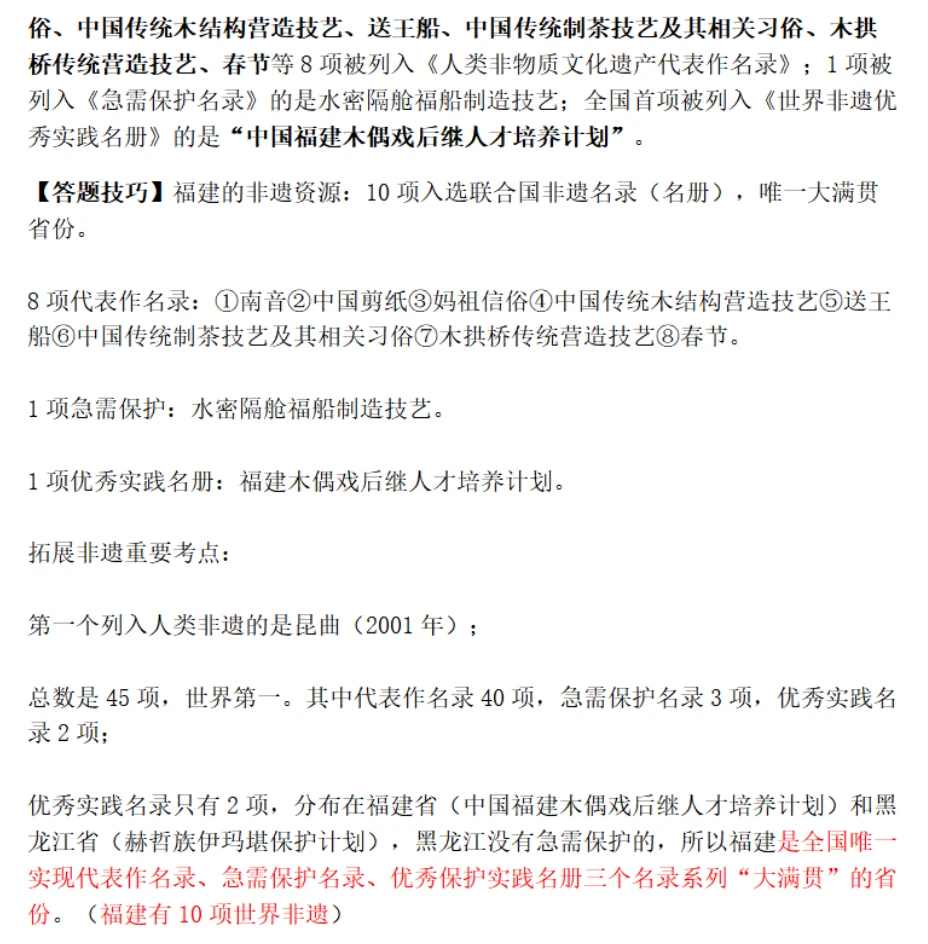 俗、中国传统木结构营造技艺、送王船、中国传统制茶技艺及其相关习俗、木拱
桥传统营造技艺、春节等 8 项被列入《人类非物质文化遗产代表作名录》；1 项被
列入《急需保护名录》的是水密隔舱福船制造技艺；全国首项被列入《世界非遗优
秀实践名册》的是“中国福建木偶戏后继人才培养计划”。
【答题技巧】福建的非遗资源：10 项入选联合国非遗名录（名册），唯一大满贯
省份。
8 项代表作名录：①南音②中国剪纸③妈祖信俗④中国传统木结构营造技艺⑤送王
船⑥中国传统制茶技艺及其相关习俗⑦木拱桥传统营造技艺⑧春节。
1 项急需保护：水密隔舱福船制造技艺。
1 项优秀实践名册：福建木偶戏后继人才培养计划。
拓展非遗重要考点：
第一个列入人类非遗的是昆曲（2001 年）；
总数是 45 项，世界第一。其中代表作名录 40 项，急需保护名录 3 项，优秀实践名
录 2 项；
优秀实践名录只有 2 项，分布在福建省（中国福建木偶戏后继人才培养计划）和黑
龙江省（赫哲族伊玛堪保护计划），黑龙江没有急需保护的，所以福建是全国唯一
实现代表作名录、急需保护名录、优秀保护实践名册三个名录系列“大满贯”的省
份。（福建有 10 项世界非遗）